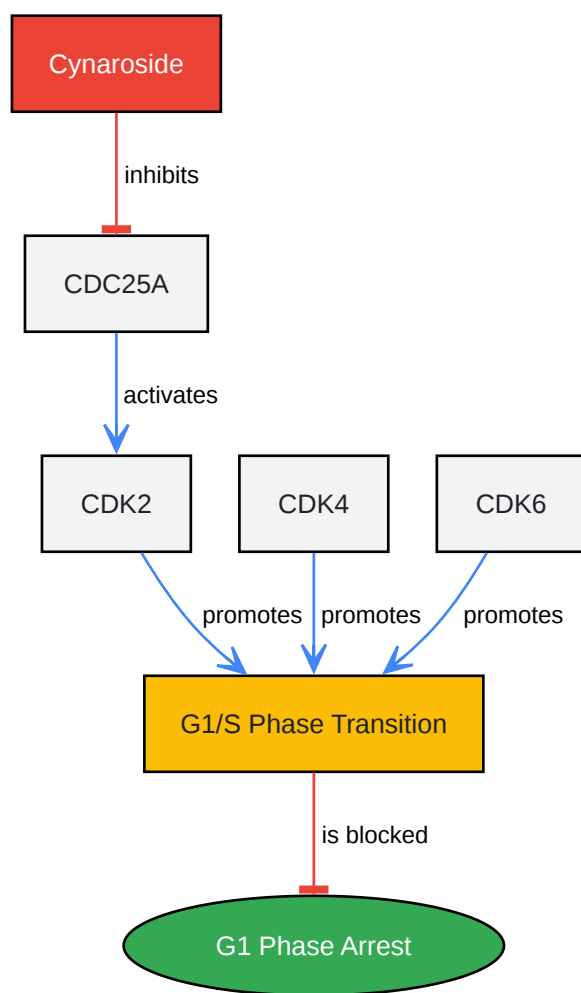 Cynaroside
inhibits
CDC25A
activates
CDK2
CDK4
CDK6
promotes
promotes
promotes
G1/S Phase Transition
is blocked
G1 Phase Arrest